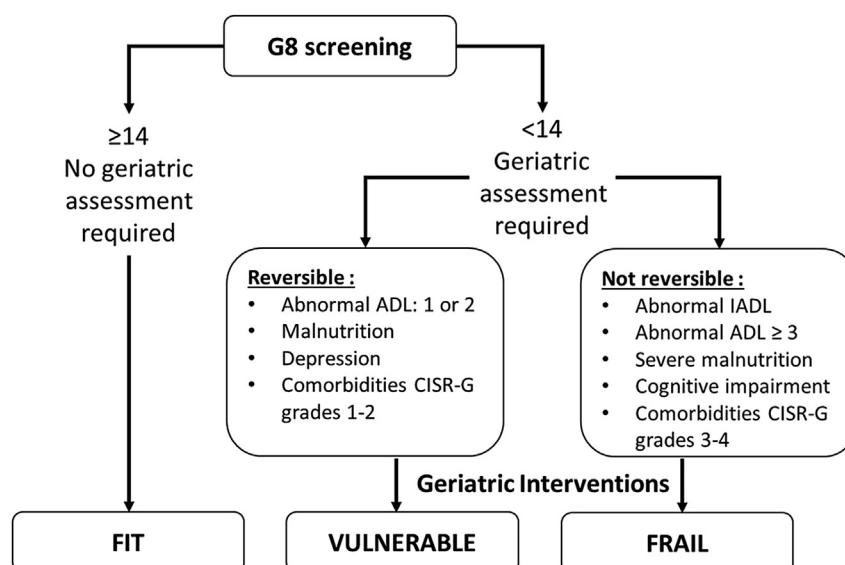 G8 screening
≥14
No geriatric
assessment
required
<14
Geriatric
assessment
required
Reversible :
• Abnormal ADL: 1 or 2
• Malnutrition
• Depression
• Comorbidities CISR-G
grades 1-2
Not reversible :
• Abnormal IADL
• Abnormal ADL ≥ 3
• Severe malnutrition
• Cognitive impairment
• Comorbidities CISR-G
grades 3-4
Geriatric Interventions
FIT
VULNERABLE
FRAIL